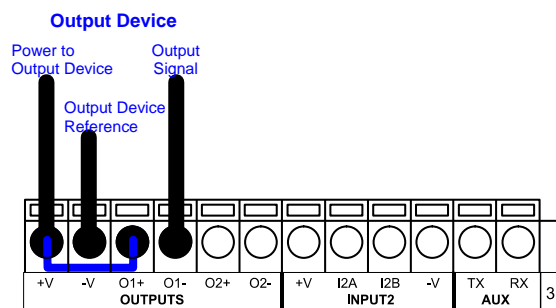 Output Device
Power to
Output Device
Output
Signal
Output Device
Reference
+V -V O1+ O1- O2+ O2- +V I2A I2B -V TX RX 3
OUTPUTS INPUT2 AUX